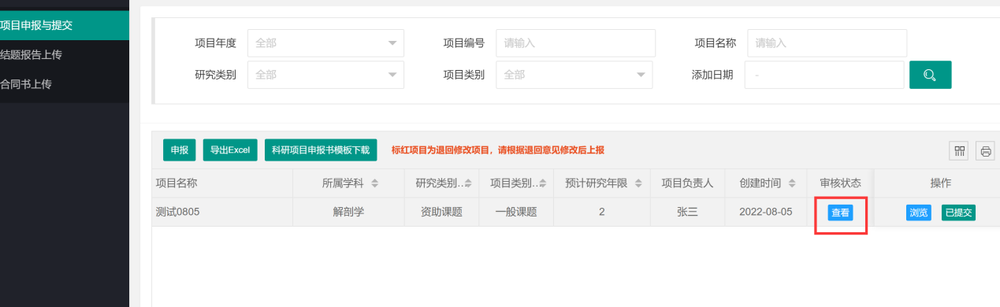 项目申报与提交
结题报告上传
合同书上传
项目年度 全部 项目编号 请输入 项目名称 请输入
研究类别 全部 项目类别 全部 添加日期 -
申报 导出Excel 科研项目申报书模板下载 标红项目为退回修改项目，请根据退回意见修改后上报
项目名称 所属学科 研究类别... 项目类别... 预计研究年限 项目负责人 创建时间 审核状态 操作
测试0805 解剖学 资助课题 一般课题 2 张三 2022-08-05 查看 浏览 已提交